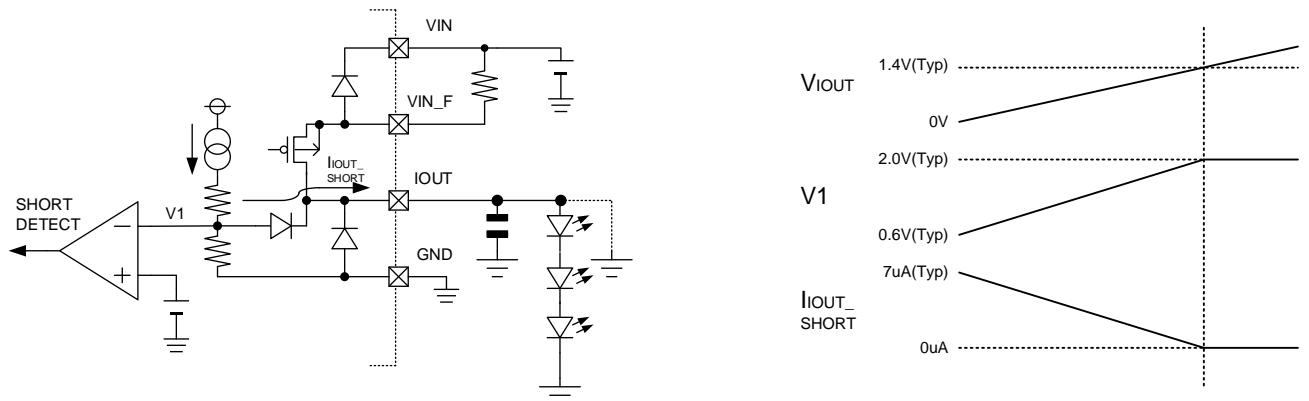 VIN
VIN_F
IIOUT_
SHORT
IOUT
SHORT
DETECT
V1
GND
VIOUT
1.4V(Typ)
0V
V1
2.0V(Typ)
0.6V(Typ)
IIOUT_
SHORT
7uA(Typ)
0uA